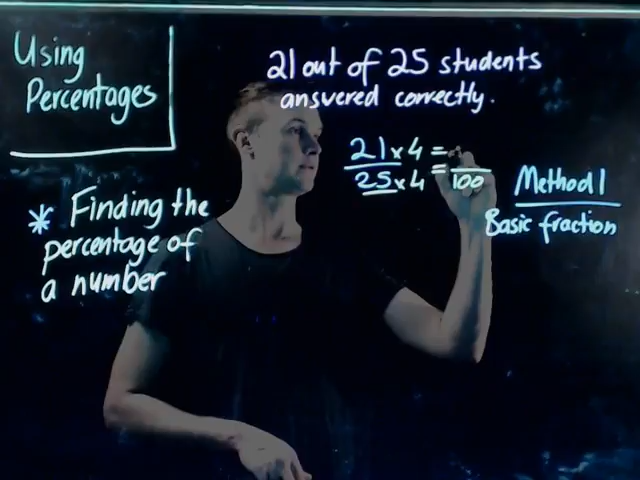 Using
Percentages
21 out of 25 students
answered correctly.
21 x 4 =
25 x 4 = 100
Method 1
Basic fraction
* Finding the
percentage of
a number